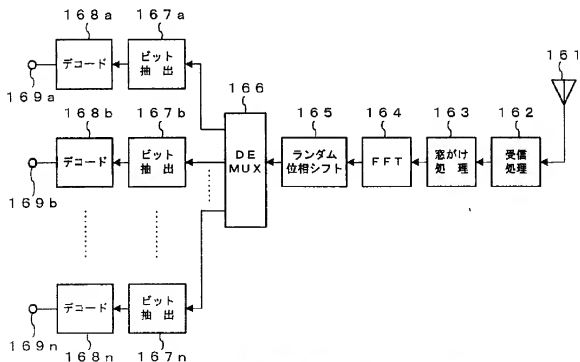 168a
167a
デコード
ビット
抽出
169a
168b
167b
デコード
ビット
抽出
169b
デコード
ビット
抽出
169n
168n
167n
166
DE
MUX
165
ランダム
位相シフト
164
FFT
163
窓がけ
処理
162
受信
処理
161